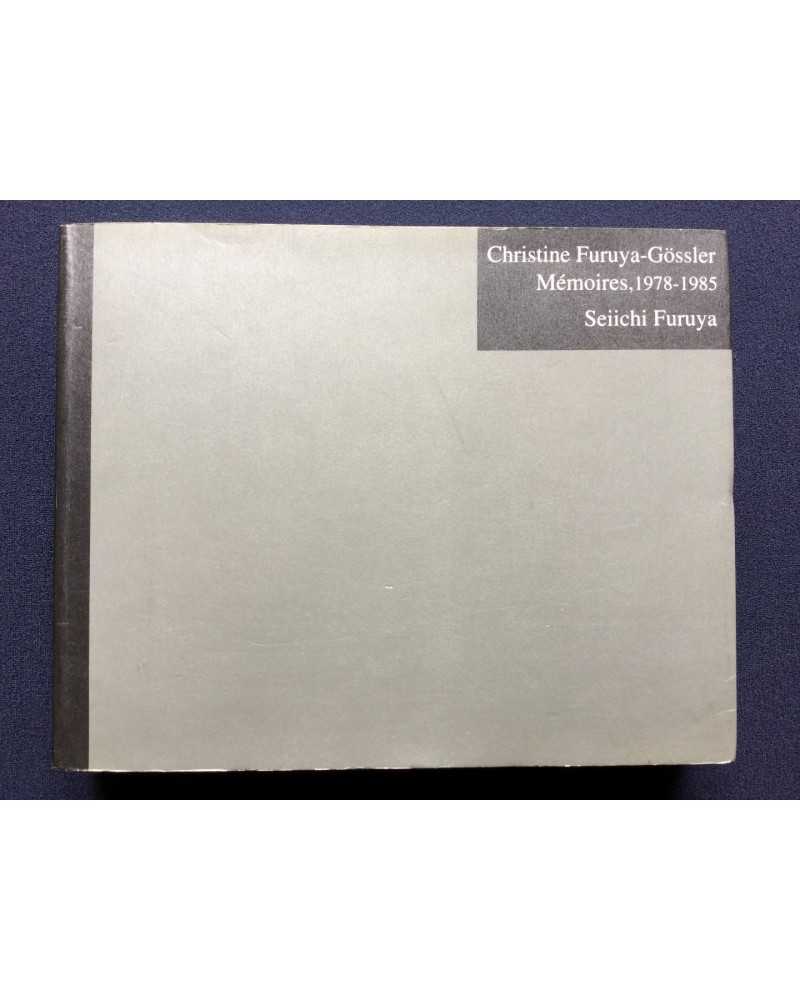 Christine Furuya-Gössler
Mémoires,1978-1985
Seiichi Furuya